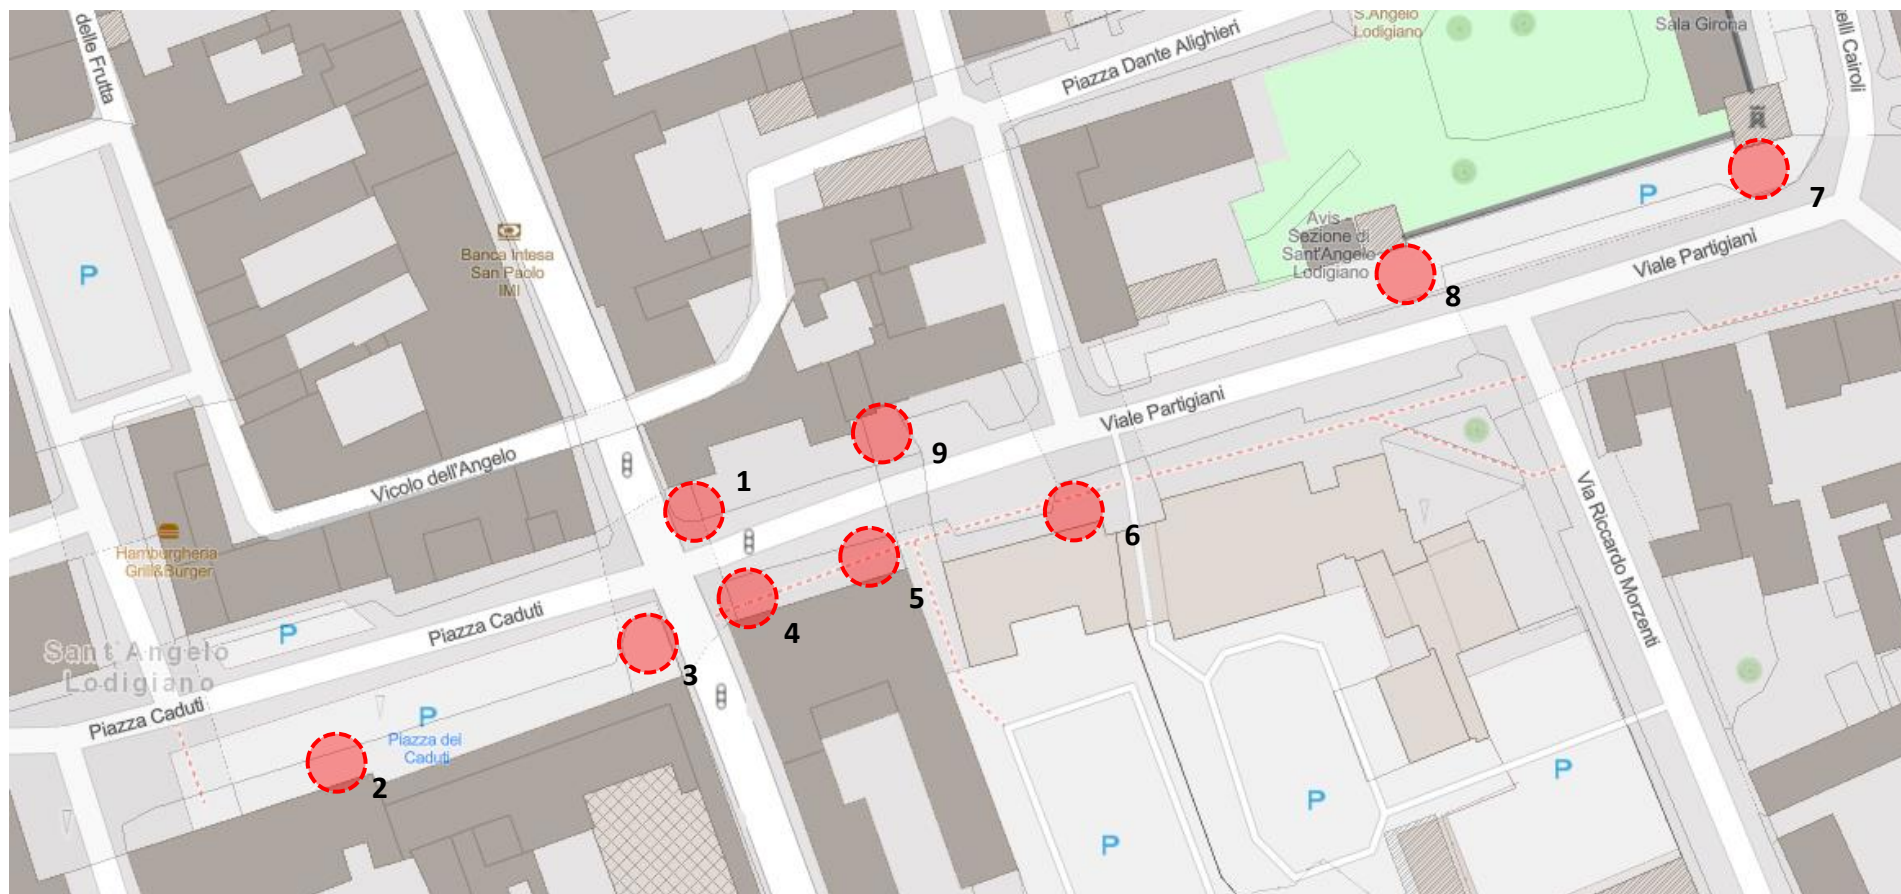 delle Frutta
Piazza Dante Alighieri
S.Angelo
Lodigiano
Sala Girona
elli Cairoli
P
7
Banca Intesa
San Paolo
IMI
P
Avis -
Sezione di
Sant'Angelo
Lodigiano
8
Viale Partigiani
Viale Partigiani
9
1
Vicolo dell'Angelo
6
Via Riccardo Morzenti
Hamburgheria
Grill&Burger
5
4
P
Piazza Caduti
3
Sant'Angelo
Lodigiano
Piazza Caduti
P
Piazza dei
Caduti
2
P
P
P